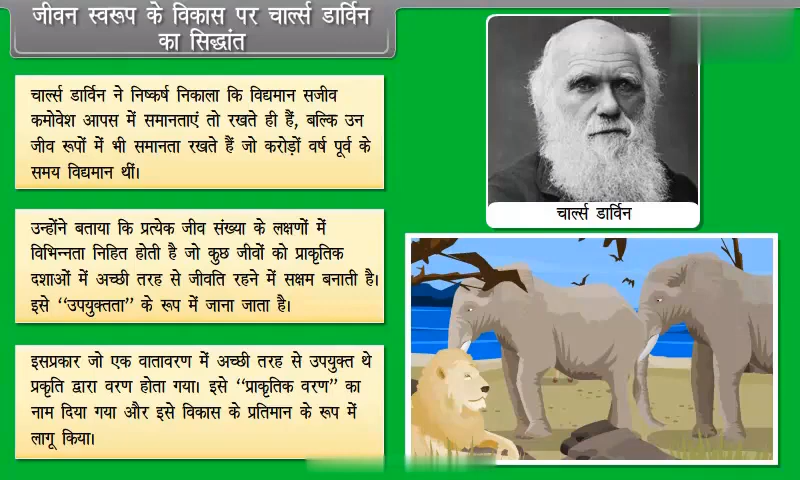 जीवन स्वरूप के विकास पर चार्ल्स डार्विन
का सिद्धांत
चार्ल्स डार्विन ने निष्कर्ष निकाला कि विद्यमान सजीव
कमोवेश आपस में समानताएं तो रखते ही हैं, बल्कि उन
जीव रूपों में भी समानता रखते हैं जो करोड़ों वर्ष पूर्व के
समय विद्यमान थीं।
चार्ल्स डार्विन
उन्होंने बताया कि प्रत्येक जीव संख्या के लक्षणों में
विभिन्नता निहित होती है जो कुछ जीवों को प्राकृतिक
दशाओं में अच्छी तरह से जीवति रहने में सक्षम बनाती है।
इसे “उपयुक्तता” के रूप में जाना जाता है।
इसप्रकार जो एक वातावरण में अच्छी तरह से उपयुक्त थे
प्रकृति द्वारा वरण होता गया। इसे “प्राकृतिक वरण” का
नाम दिया गया और इसे विकास के प्रतिमान के रूप में
लागू किया।